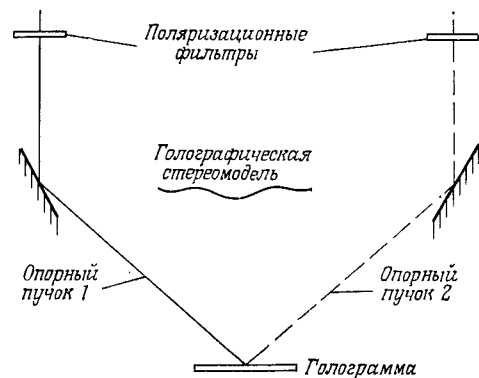 Поляризационные
фильтры
Голографическая
стереомодель
Опорный
пучок 1
Опорный
пучок 2
Голограмма